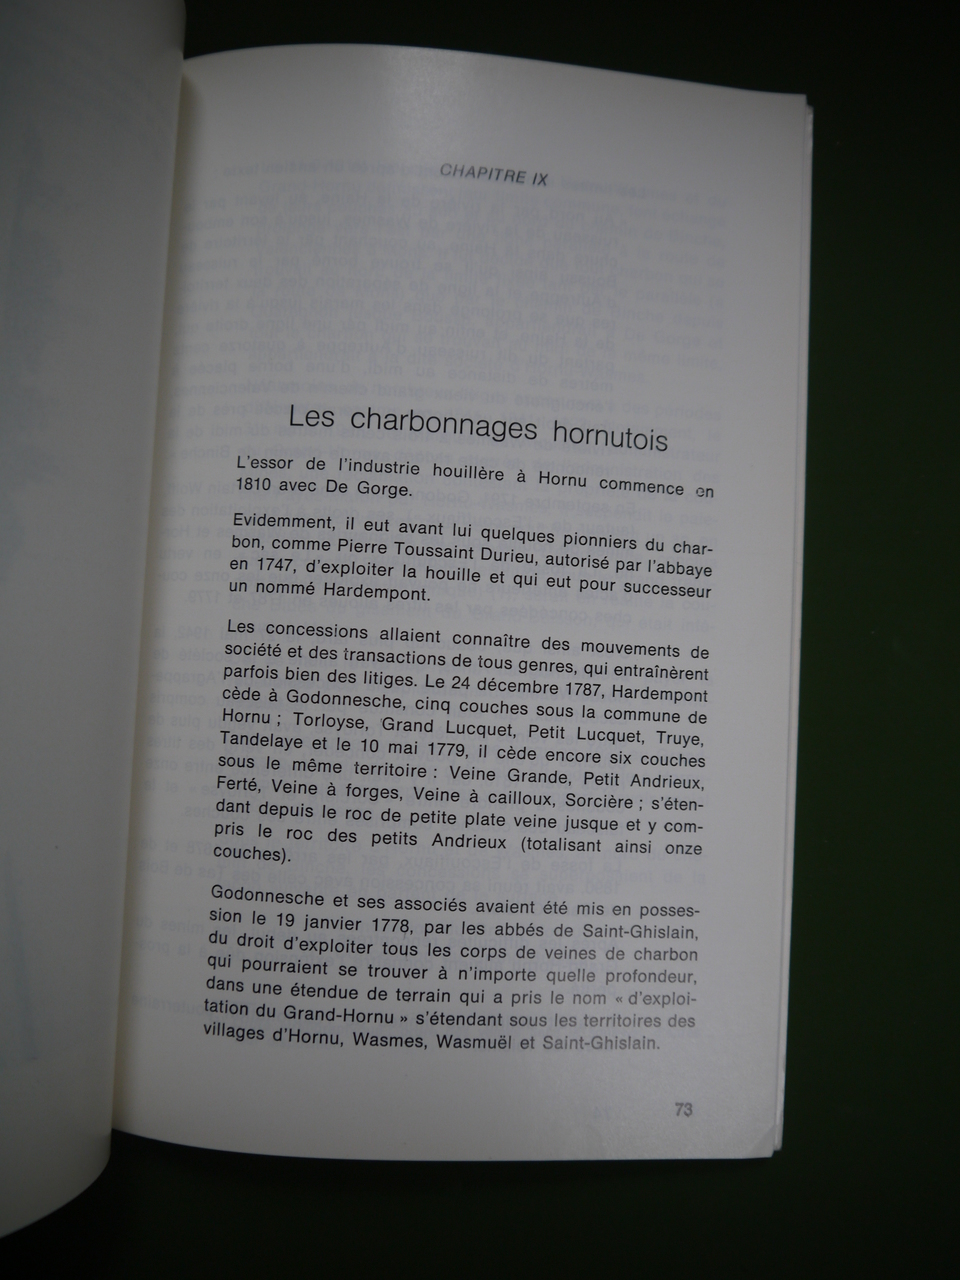 CHAPITRE IX
Les charbonnages hornutois
L'essor de l'industrie houillère à Hornu commence en
1810 avec De Gorge.
Evidemment, il eut avant lui quelques pionniers du char-
bon, comme Pierre Toussaint Durieu, autorisé par l'abbaye
en 1747, d'exploiter la houille et qui eut pour successeur
un nommé Hardempont.
Les concessions allaient connaître des mouvements de
société et des transactions de tous genres, qui entraînèrent
parfois bien des litiges. Le 24 décembre 1787, Hardempont
cède à Godonnesche, cinq couches sous la commune de
Hornu ; Torloyse, Grand Lucquet, Petit Lucquet, Truye,
Tandelaye et le 10 mai 1779, il cède encore six couches
sous le même territoire : Veine Grande, Petit Andrieux,
Ferté, Veine à forges, Veine à cailloux, Sorcière ; s'éten-
dant depuis le roc de petite plate veine jusque et y com-
pris le roc des petits Andrieux (totalisant ainsi onze
couches).
Godonnesche et ses associés avaient été mis en posses-
sion le 19 janvier 1778, par les abbés de Saint-Ghislain,
du droit d'exploiter tous les corps de veines de charbon
qui pourraient se trouver à n'importe quelle profondeur,
dans une étendue de terrain qui a pris le nom « d'exploi-
tation du Grand-Hornu » s'étendant sous les territoires des
villages d'Hornu, Wasmes, Wasmuël et Saint-Ghislain.
73